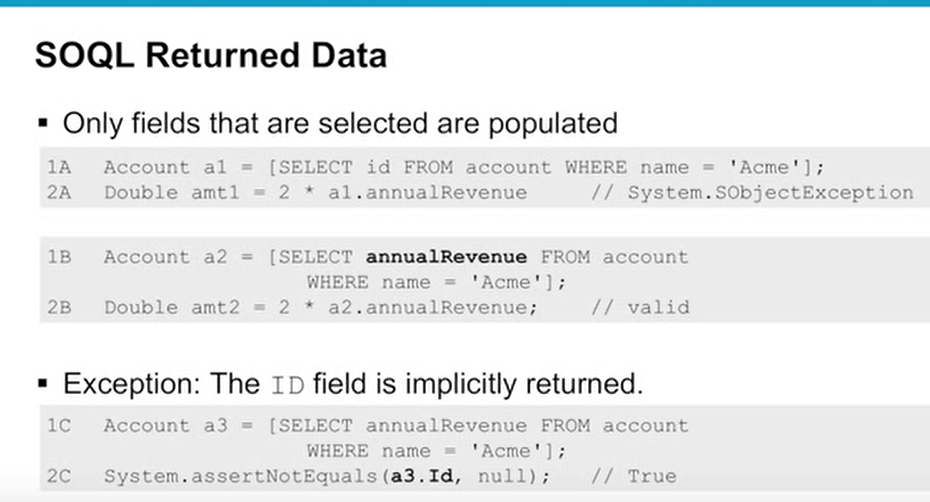 SOQL Returned Data
▪ Only fields that are selected are populated
1A Account a1 = [SELECT id FROM account WHERE name = 'Acme'];
2A Double amt1 = 2 * a1.annualRevenue // System.SObjectException
1B Account a2 = [SELECT annualRevenue FROM account
WHERE name = 'Acme'];
2B Double amt2 = 2 * a2.annualRevenue; // valid
▪ Exception: The ID field is implicitly returned.
1C Account a3 = [SELECT annualRevenue FROM account
WHERE name = 'Acme'];
2C System.assertNotEquals(a3.Id, null); // True